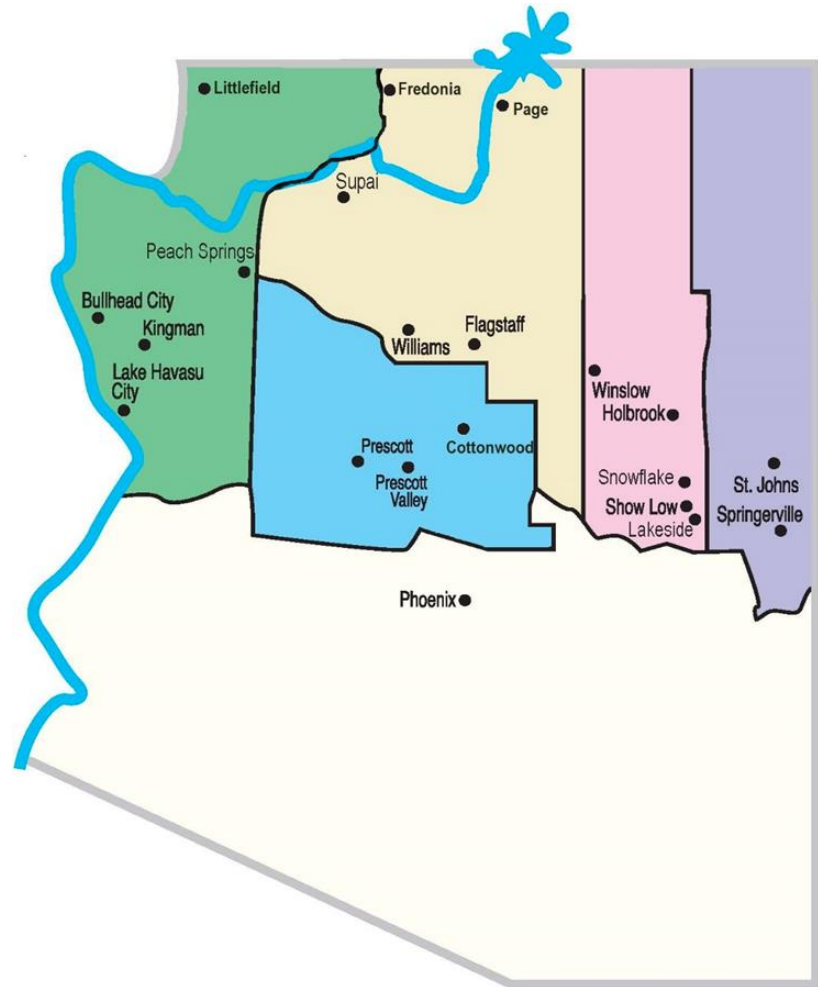 Littlefield
Fredonia
Page
Supai
Peach Springs
Bullhead City
Kingman
Lake Havasu
City
Williams
Flagstaff
Winslow
Holbrook
Prescott
Prescott
Valley
Cottonwood
Snowflake
Show Low
Lakeside
St. Johns
Springerville
Phoenix